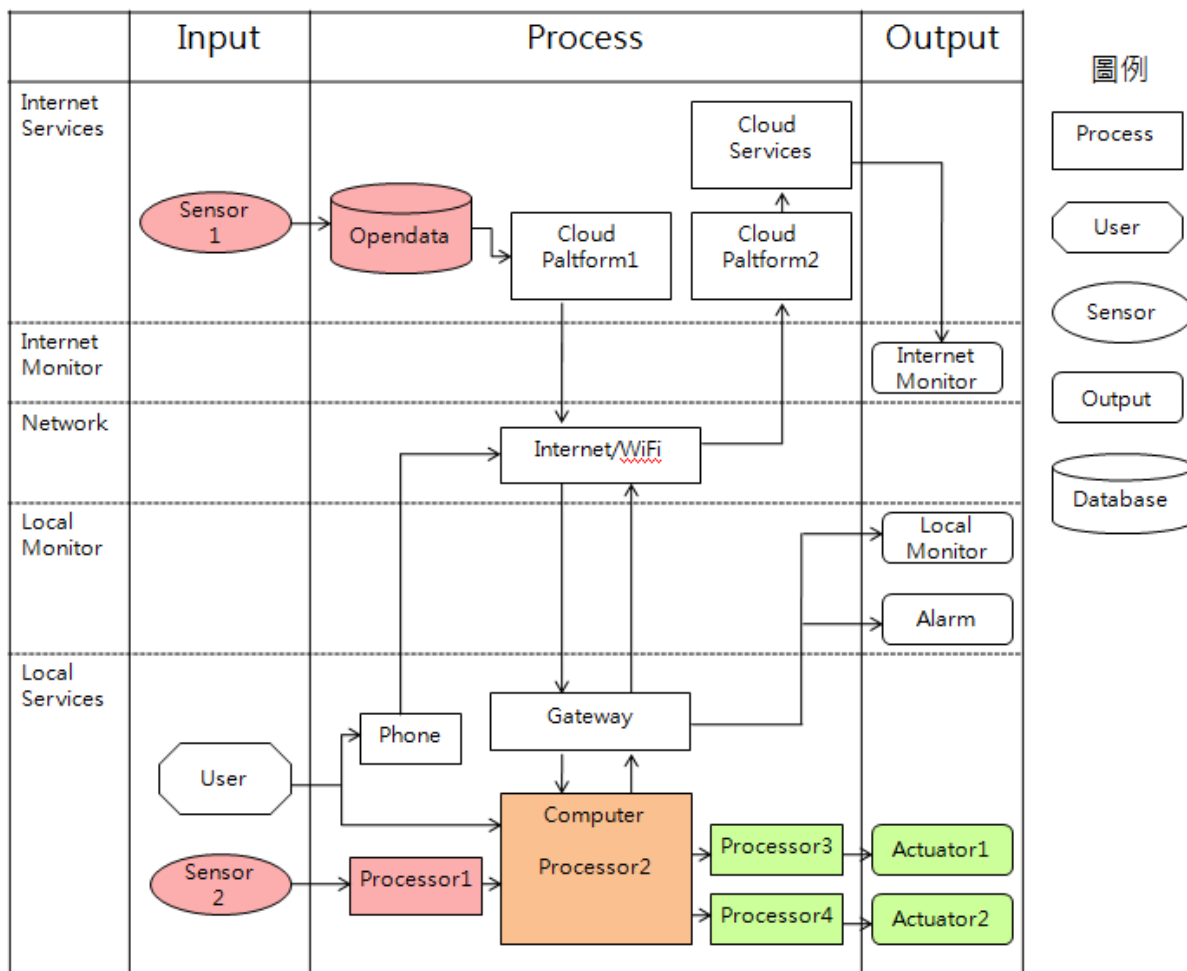 Input
Process
Output
Internet
Services
Sensor
1
Opendata
Cloud
Paltform1
Cloud
Services
Cloud
Paltform2
Internet
Monitor
Internet
Monitor
Network
Internet/WiFi
Local
Monitor
Local
Monitor
Alarm
Local
Services
Gateway
Phone
User
Computer
Processor2
Sensor
2
Processor1
Processor3
Actuator1
Processor4
Actuator2
圖例
Process
User
Sensor
Output
Database